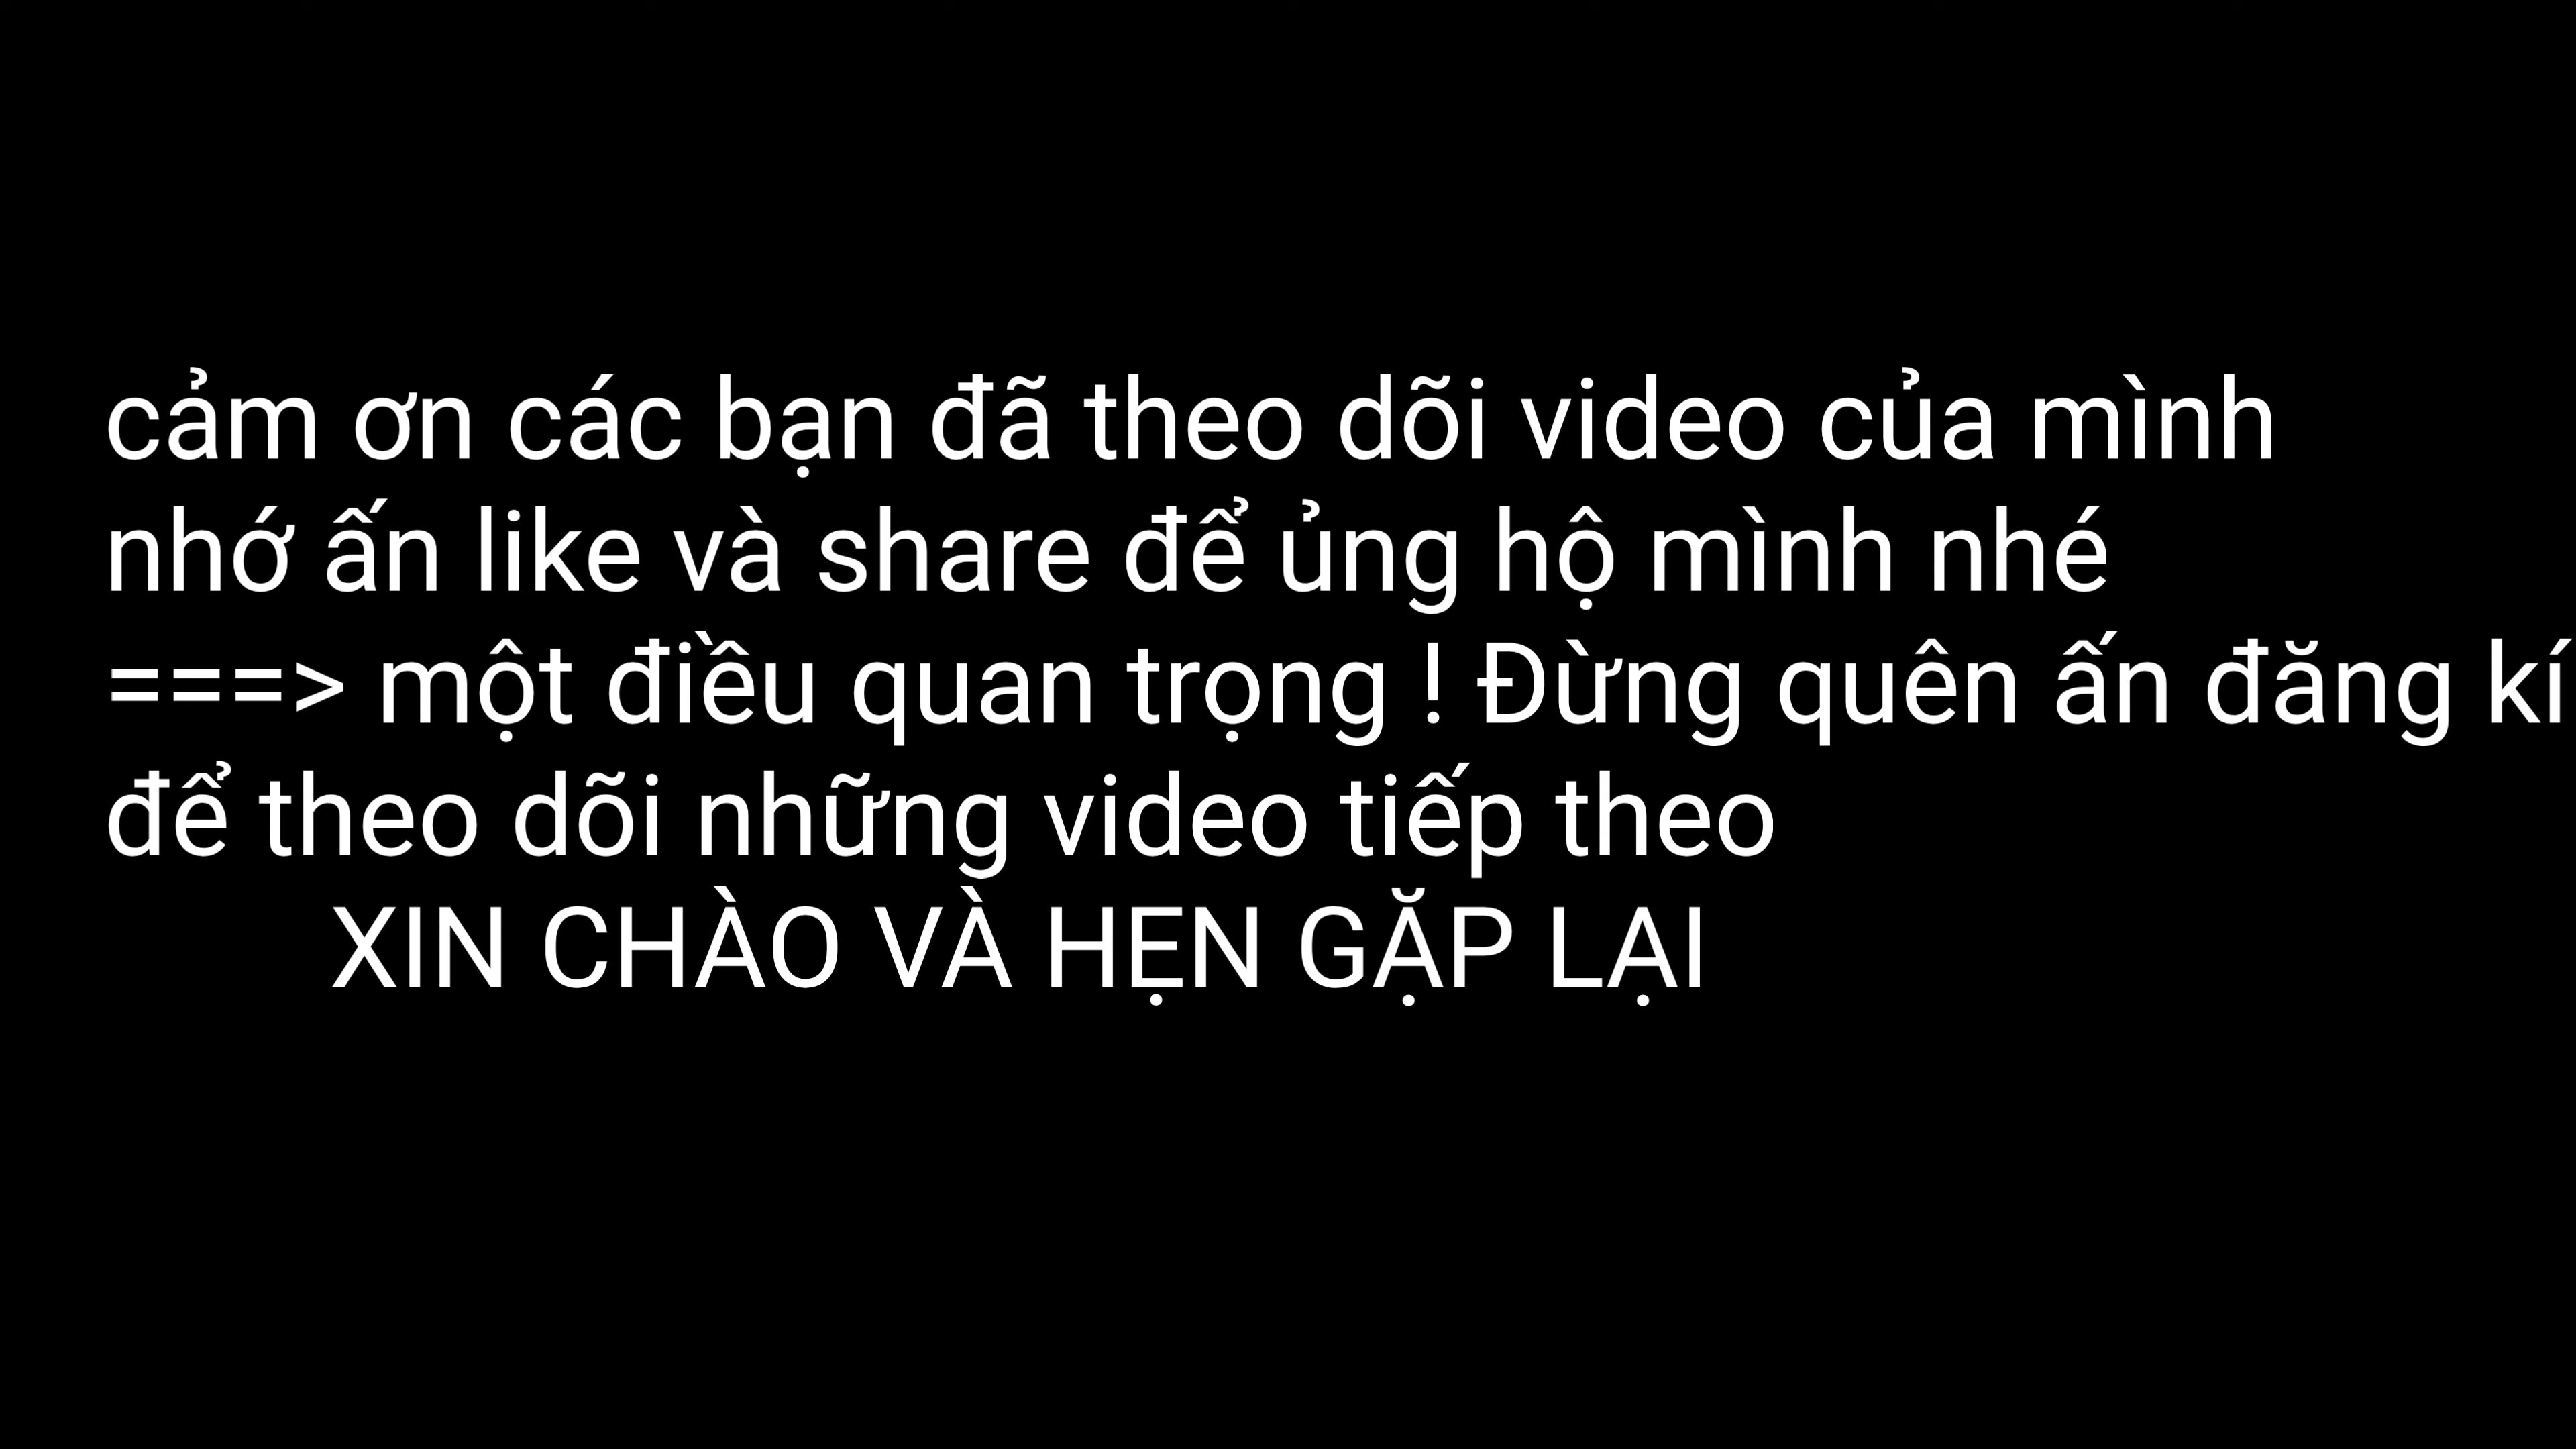 cảm ơn các bạn đã theo dõi video của mình
nhớ ấn like và share để ủng hộ mình nhé
===> một điều quan trọng ! Đừng quên ấn đăng kí
để theo dõi những video tiếp theo
XIN CHÀO VÀ HẸN GẶP LẠI